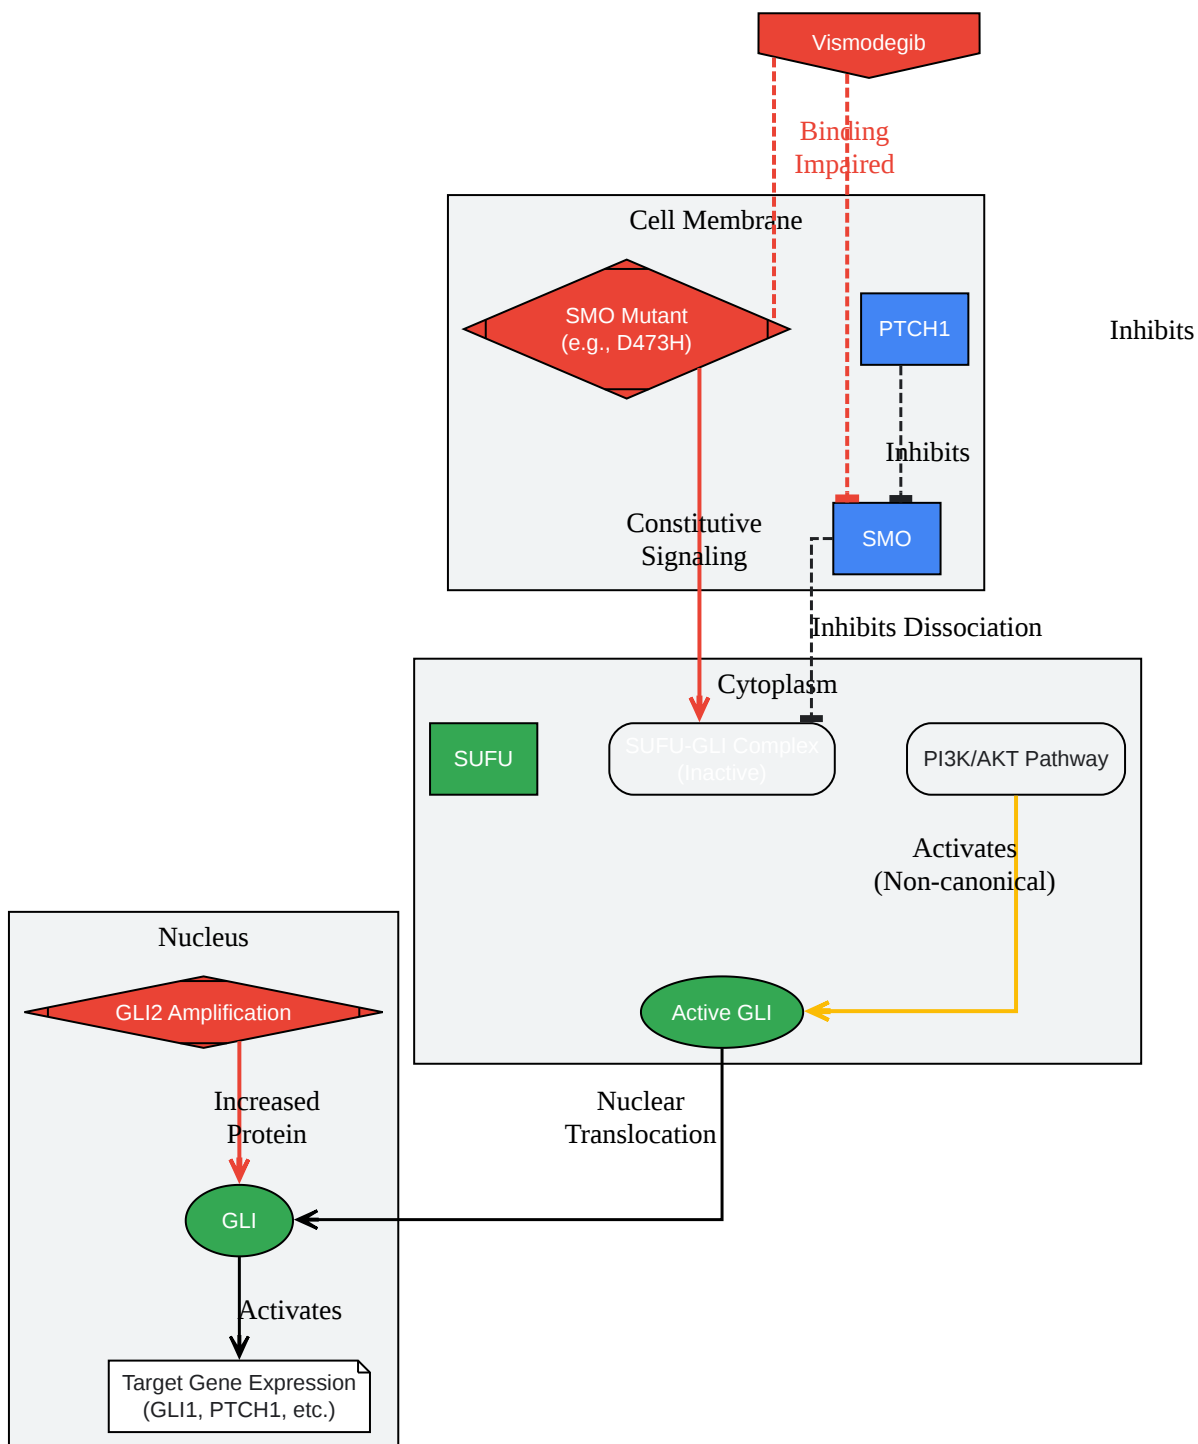 Vismodegib
Binding
Impaired
Cell Membrane
SMO Mutant
(e.g., D473H)
PTCH1
Inhibits
Inhibits
Constitutive
Signaling
SMO
Inhibits Dissociation
Cytoplasm
SUFU
SUFU-GLI Complex
(Inactive)
PI3K/AKT Pathway
Activates
(Non-canonical)
Nucleus
GLI2 Amplification
Active GLI
Increased
Protein
Nuclear
Translocation
GLI
Activates
Target Gene Expression
(GLI1, PTCH1, etc.)